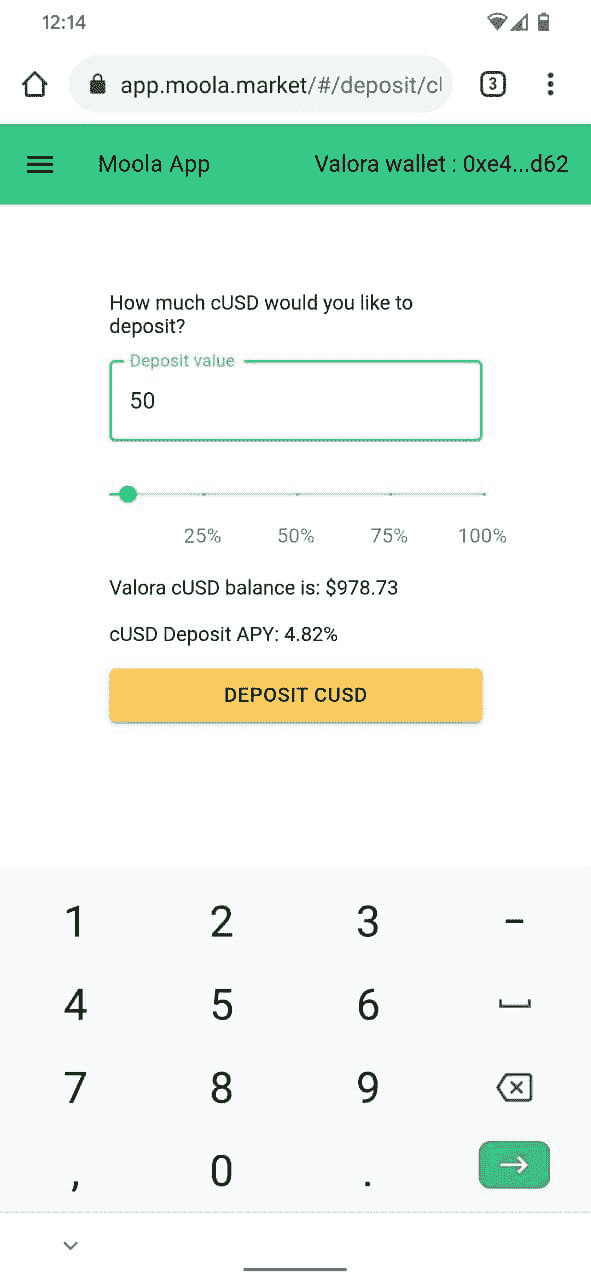 12:14
app.moola.market/#/deposit/c
3
Moola App
Valora wallet : 0xe4...d62
How much cUSD would you like to
deposit?
Deposit value
50
25% 50% 75% 100%
Valora cUSD balance is: $978.73
cUSD Deposit APY: 4.82%
DEPOSIT CUSD
1 2 3 -
4 5 6
7 8 9
, 0 .